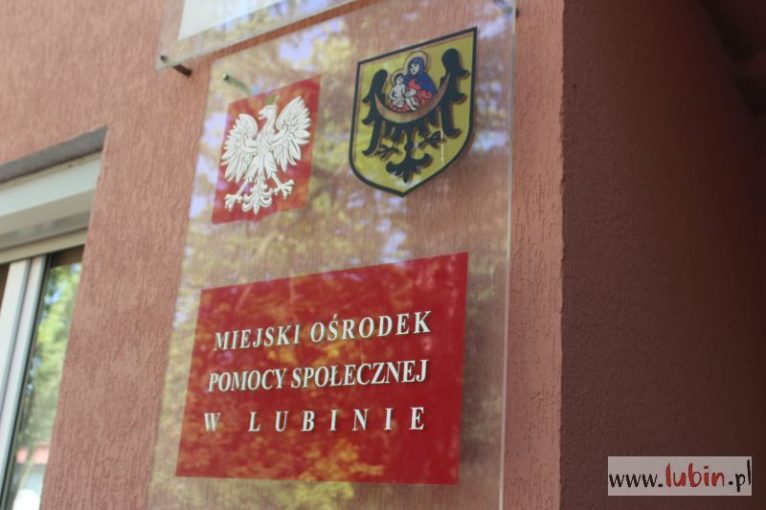 MIEJSKI OŚRODEK
POMOCY SPOŁECZNEJ
W LUBINIE
www.lubin.pl